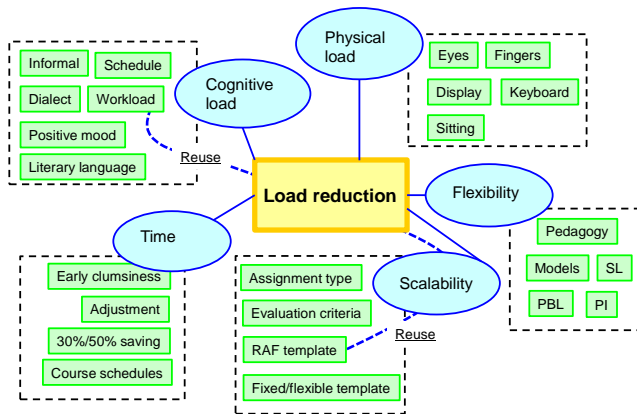 Physical
load
Informal
Schedule
Dialect
Workload
Positive mood
Literary language
Cognitive
load
Eyes
Fingers
Display
Keyboard
Sitting
Reuse
Load reduction
Flexibility
Time
Pedagogy
Models
SL
PBL
PI
Early clumsiness
Adjustment
30%/50% saving
Course schedules
Assignment type
Evaluation criteria
RAF template
Fixed/flexible template
Scalability
Reuse